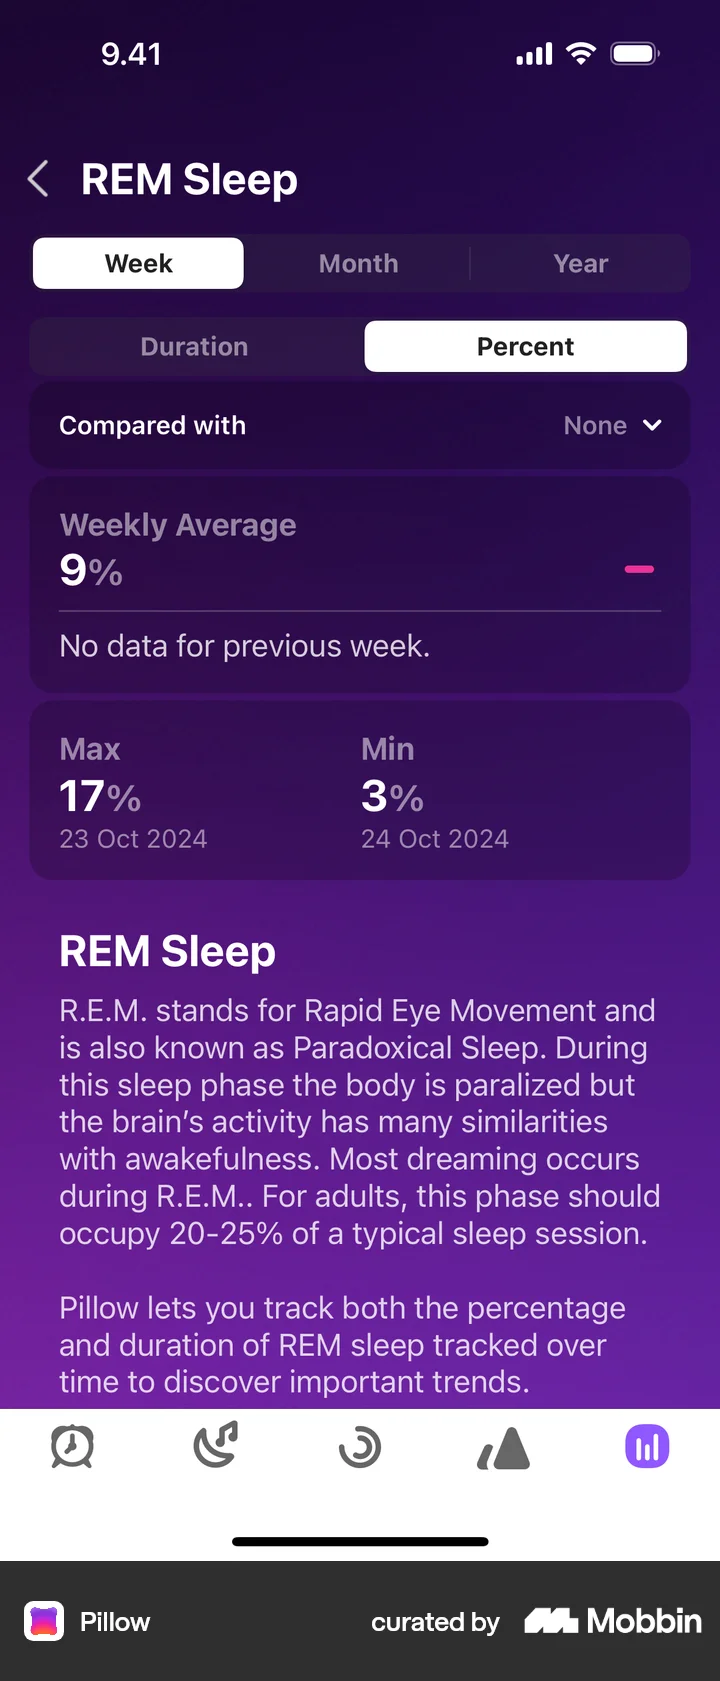 9.41
REM Sleep
Week Month Year
Duration Percent
Compared with None
Weekly Average
9%
No data for previous week.
Max Min
17% 3%
23 Oct 2024 24 Oct 2024
REM Sleep
R.E.M. stands for Rapid Eye Movement and
is also known as Paradoxical Sleep. During
this sleep phase the body is paralized but
the brain’s activity has many similarities
with awakefulness. Most dreaming occurs
during R.E.M.. For adults, this phase should
occupy 20-25% of a typical sleep session.
Pillow lets you track both the percentage
and duration of REM sleep tracked over
time to discover important trends.
Pillow curated by Mobbin